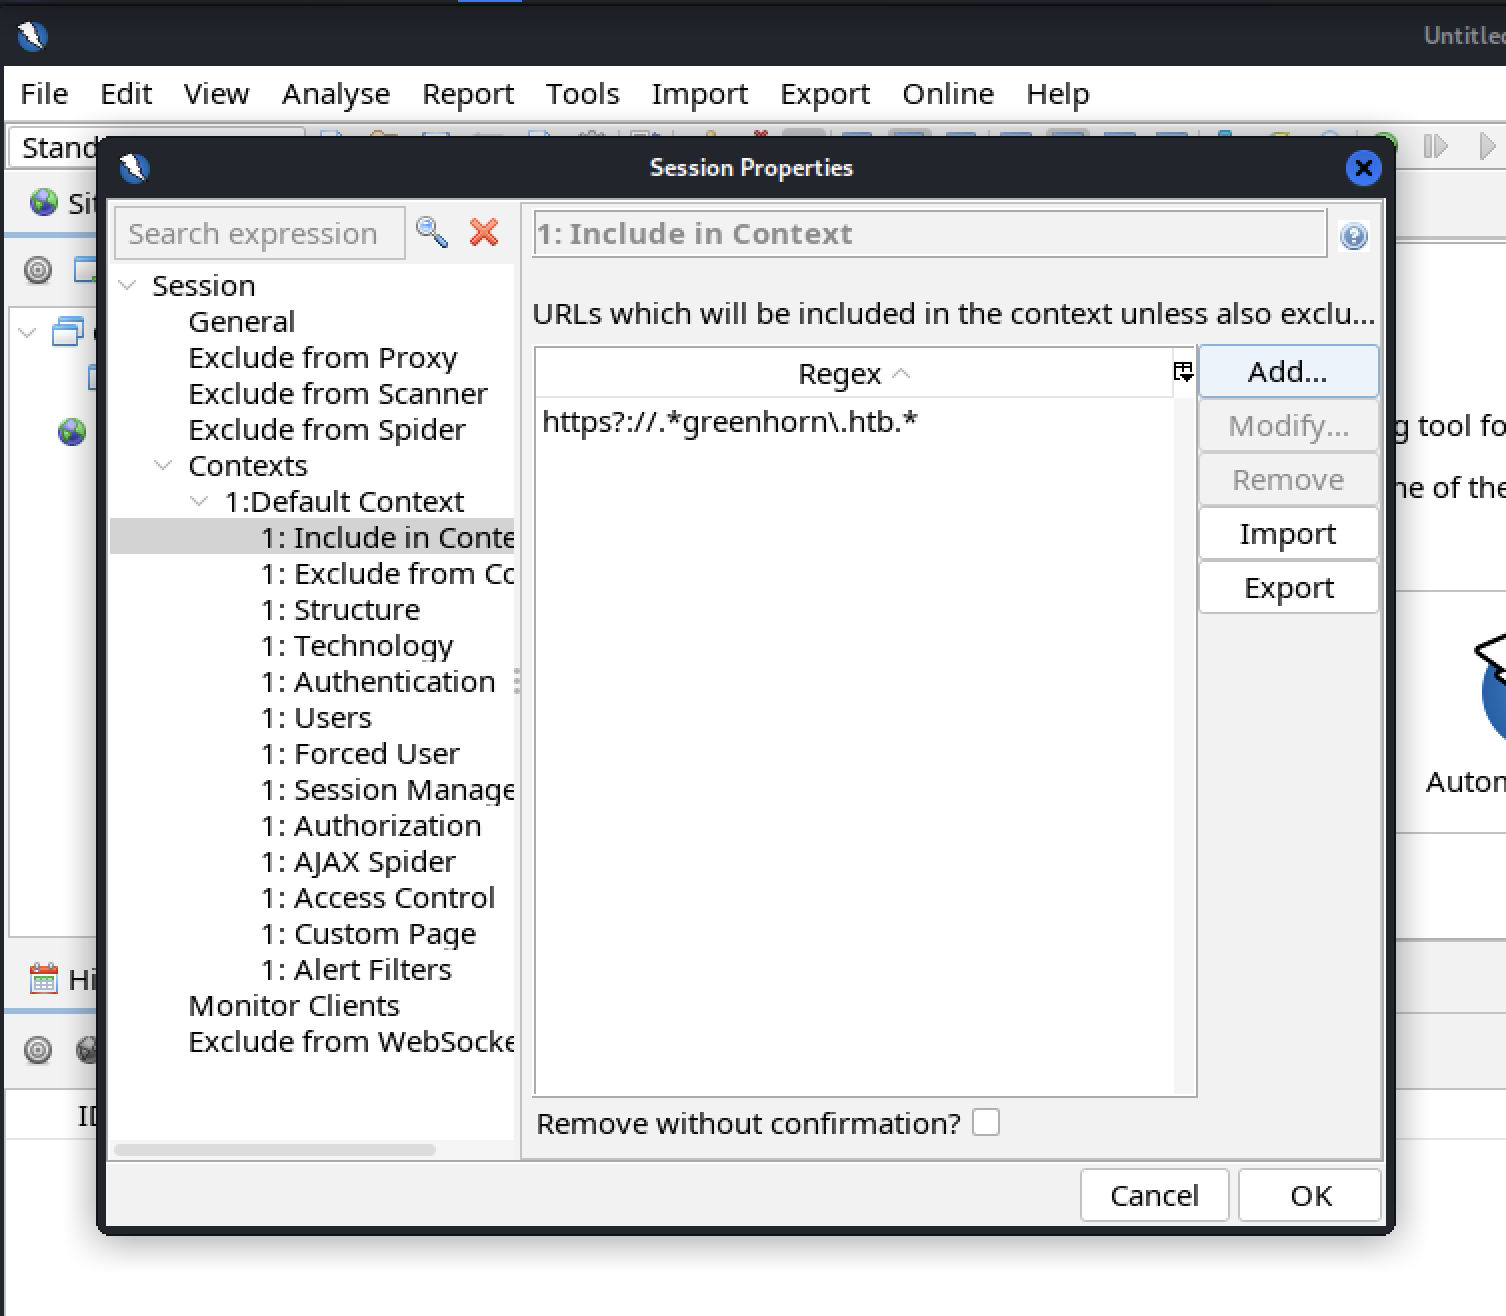 Untitled
File Edit View Analyse Report Tools Import Export Online Help
Session Properties
Search expression
1: Include in Context
Session
General
Exclude from Proxy
Exclude from Scanner
Exclude from Spider
Contexts
1:Default Context
1: Include in Conte
1: Exclude from Co
1: Structure
1: Technology
1: Authentication
1: Users
1: Forced User
1: Session Manage
1: Authorization
1: AJAX Spider
1: Access Control
1: Custom Page
1: Alert Filters
Monitor Clients
Exclude from WebSocke
URLs which will be included in the context unless also exclu...
Regex
https?://.*greenhorn\.htb.*
Add...
Modify...
Remove
Import
Export
Remove without confirmation?
Cancel OK
Stand
Sit
Hi
ID
g tool fo
ne of the
Auton